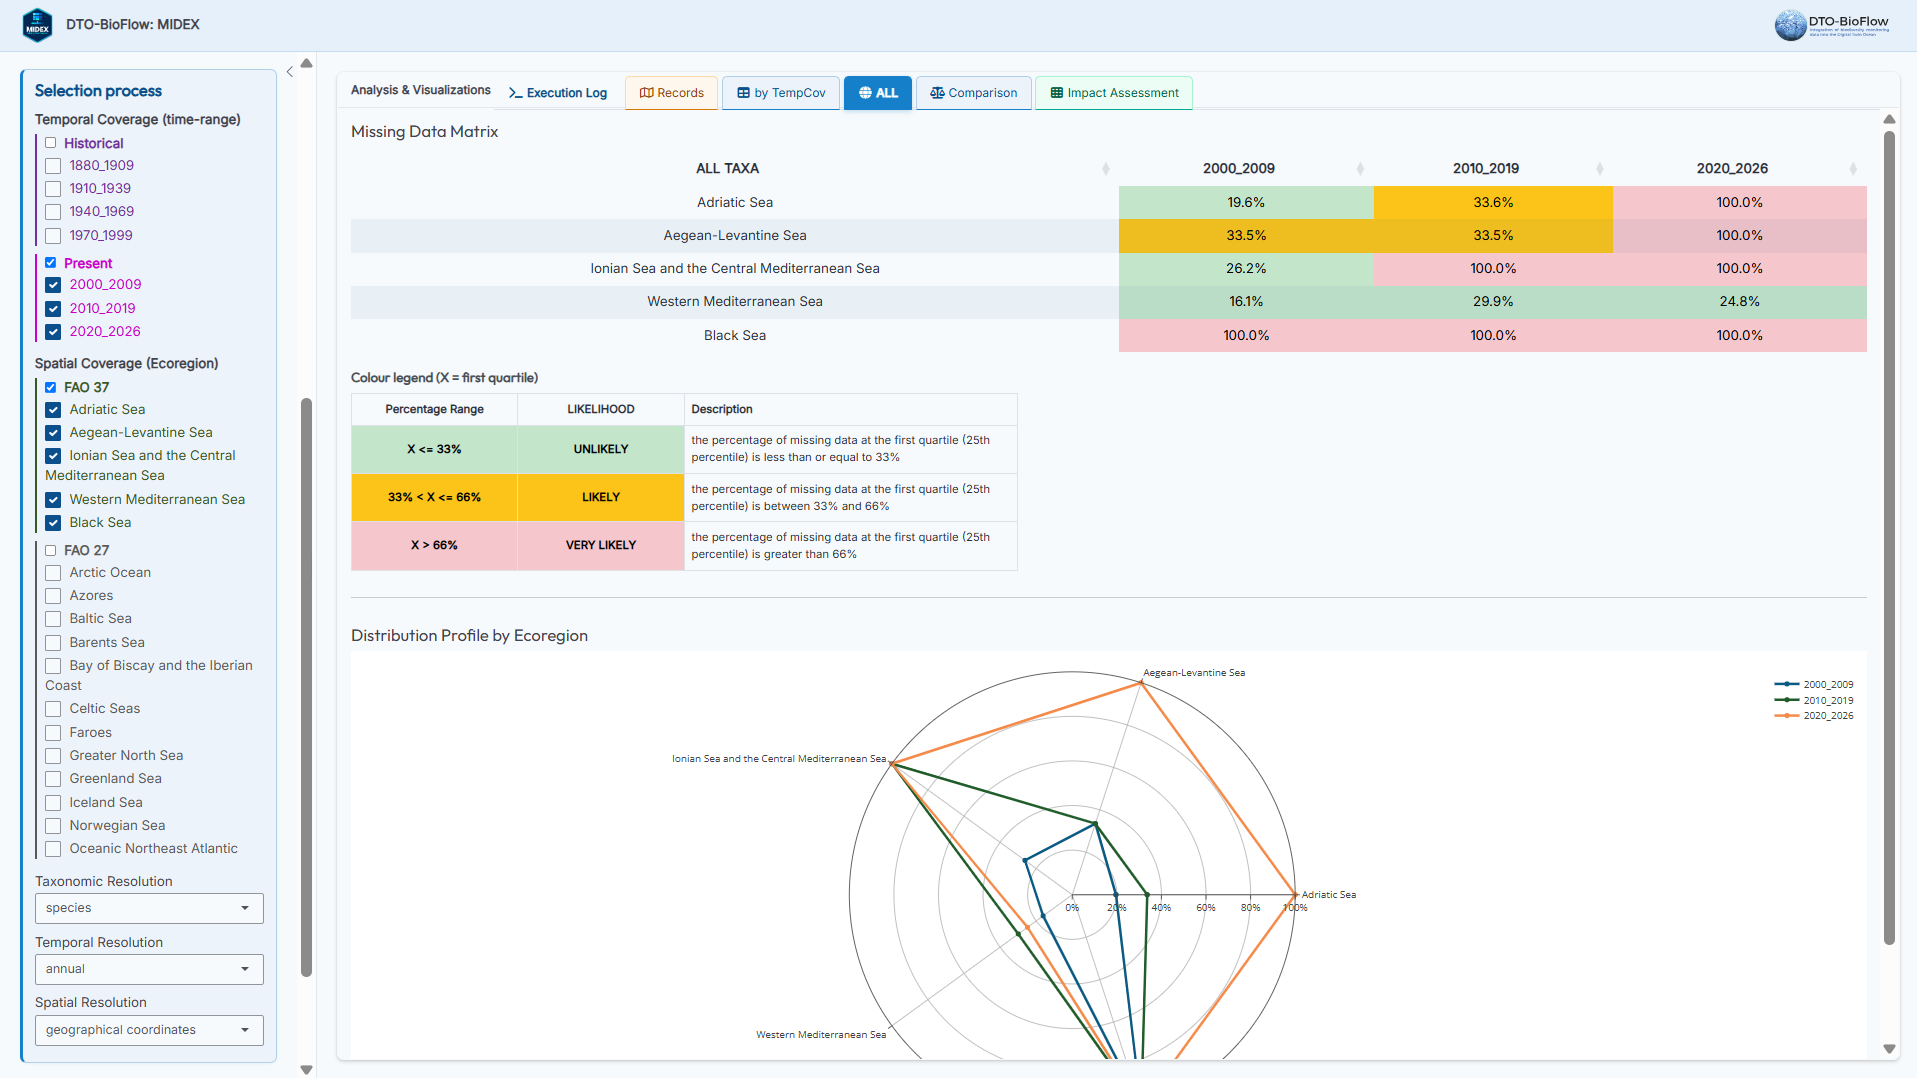 MIDEX
DTO-BioFlow: MIDEX
DTO-BioFlow
Integration of biodiversity monitoring
data into the Digital Twin Ocean
Selection process
Temporal Coverage (time-range)
Historical
1880_1909
1910_1939
1940_1969
1970_1999
Present
2000_2009
2010_2019
2020_2026
Spatial Coverage (Ecoregion)
FAO 37
Adriatic Sea
Aegean-Levantine Sea
Ionian Sea and the Central
Mediterranean Sea
Western Mediterranean Sea
Black Sea
FAO 27
Arctic Ocean
Azores
Baltic Sea
Barents Sea
Bay of Biscay and the Iberian
Coast
Celtic Seas
Faroes
Greater North Sea
Greenland Sea
Iceland Sea
Norwegian Sea
Oceanic Northeast Atlantic
Taxonomic Resolution
species
Temporal Resolution
annual
Spatial Resolution
geographical coordinates
Analysis & Visualizations
Execution Log
Records
by TempCov
ALL
Comparison
Impact Assessment
Missing Data Matrix
ALL TAXA 2000_2009 2010_2019 2020_2026
Adriatic Sea 19.6% 33.6% 100.0%
Aegean-Levantine Sea 33.5% 33.5% 100.0%
Ionian Sea and the Central Mediterranean Sea 26.2% 100.0% 100.0%
Western Mediterranean Sea 16.1% 29.9% 24.8%
Black Sea 100.0% 100.0% 100.0%
Colour legend (X = first quartile)
Percentage Range LIKELIHOOD Description
X <= 33% UNLIKELY the percentage of missing data at the first quartile (25th
percentile) is less than or equal to 33%
33% < X <= 66% LIKELY the percentage of missing data at the first quartile (25th
percentile) is between 33% and 66%
X > 66% VERY LIKELY the percentage of missing data at the first quartile (25th
percentile) is greater than 66%
Distribution Profile by Ecoregion
Aegean-Levantine Sea
2000_2009
2010_2019
2020_2026
Ionian Sea and the Central Mediterranean Sea
Adriatic Sea
0% 20% 40% 60% 80% 100%
Western Mediterranean Sea